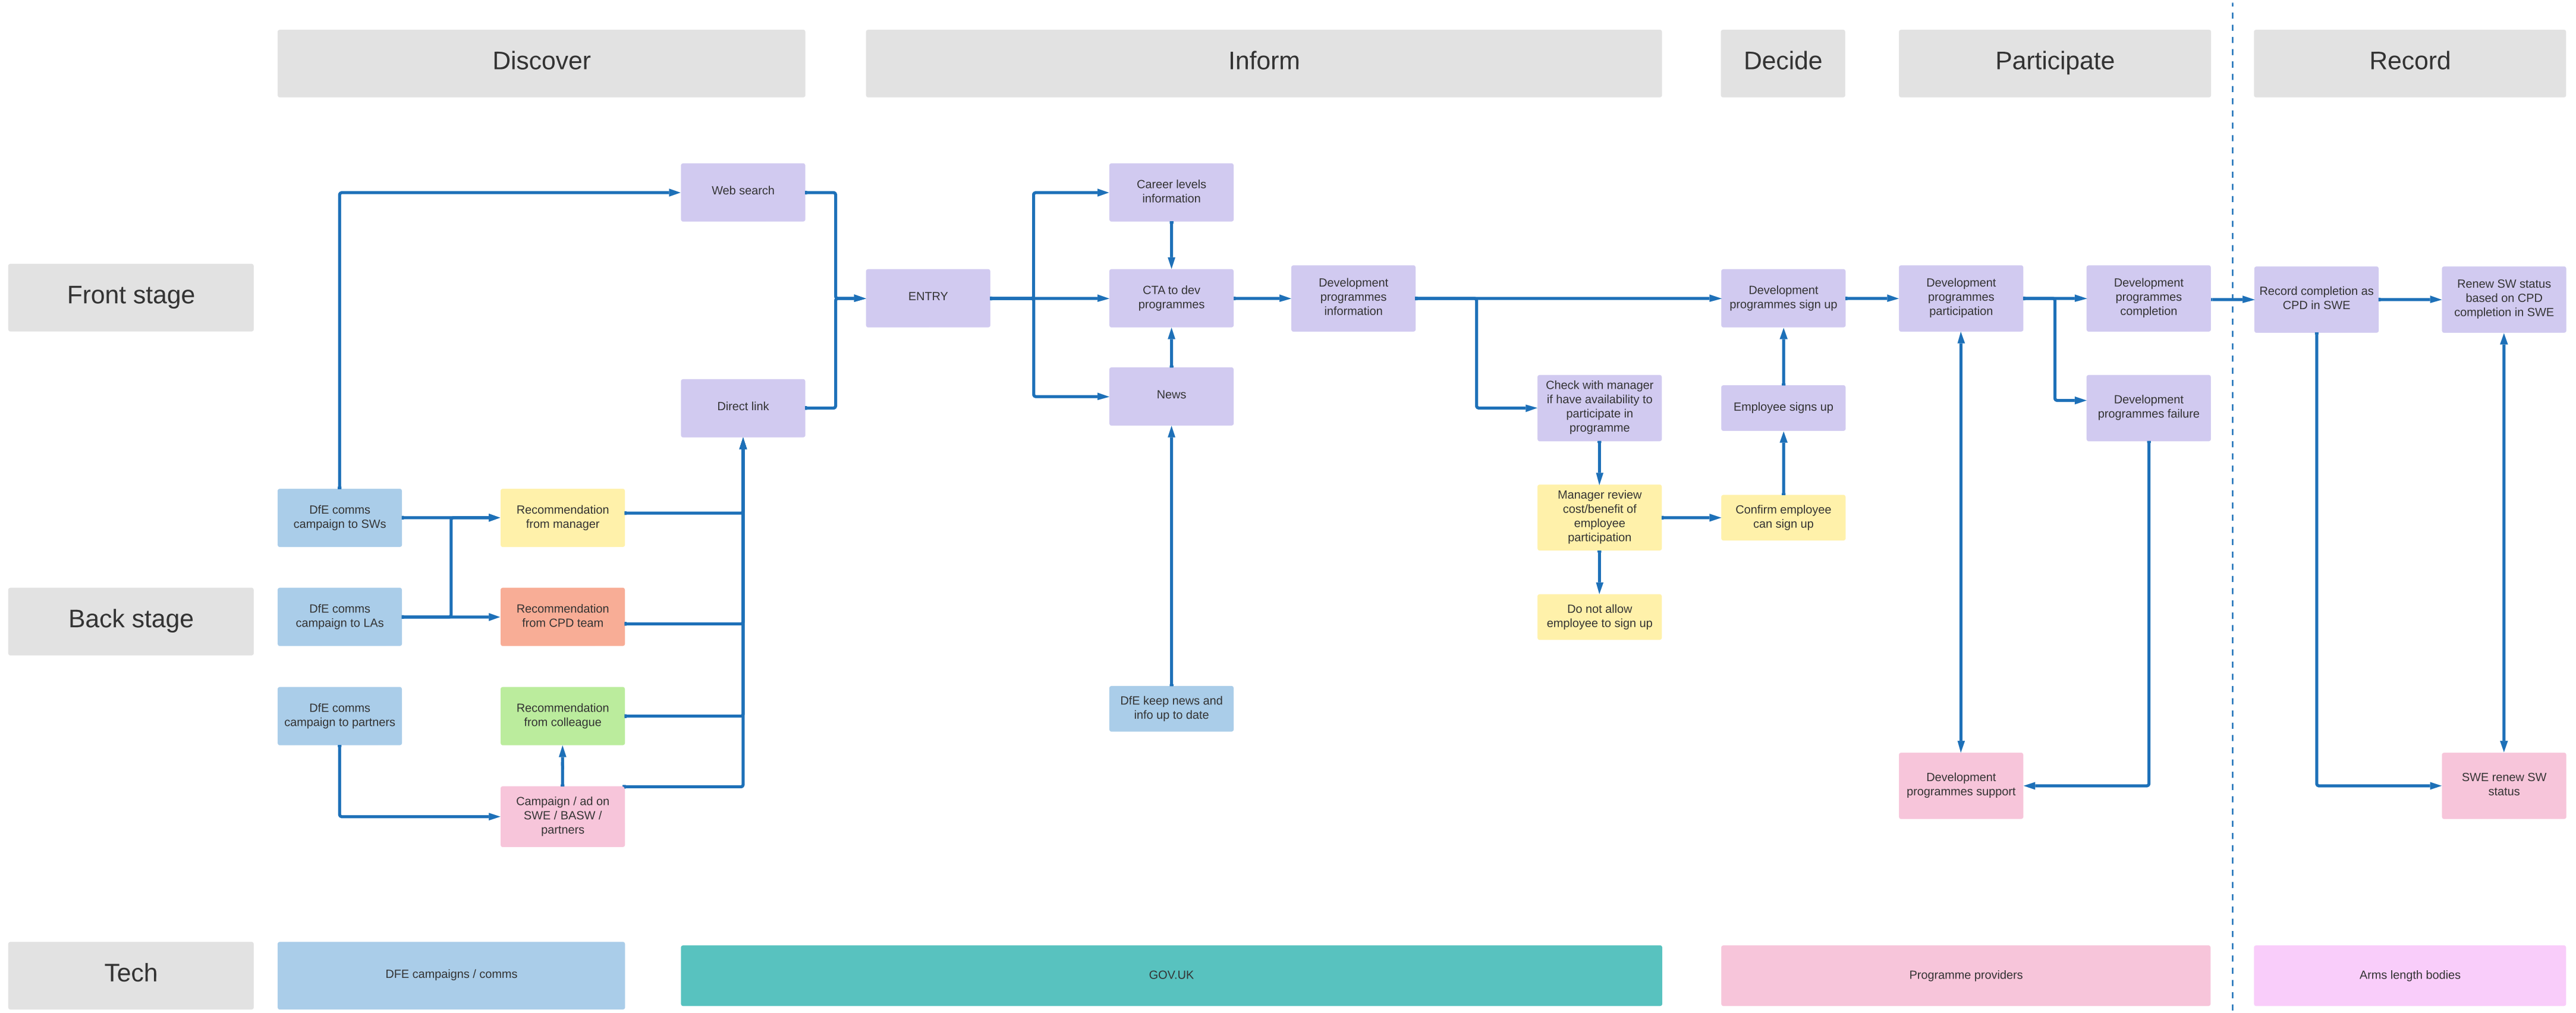 Discover
Inform
Decide
Participate
Record
Front stage
Web search
Direct link
ENTRY
Career levels
information
CTA to dev
programmes
News
Development
programmes
information
Check with manager
if have availability to
participate in
programme
Development
programmes sign up
Employee signs up
Development
programmes
participation
Development
programmes
completion
Development
programmes failure
Record completion as
CPD in SWE
Renew SW status
based on CPD
completion in SWE
Back stage
DfE comms
campaign to SWs
Recommendation
from manager
DfE comms
campaign to LAs
Recommendation
from CPD team
DfE comms
campaign to partners
Recommendation
from colleague
Campaign / ad on
SWE / BASW /
partners
DfE keep news and
info up to date
Manager review
cost/benefit of
employee
participation
Confirm employee
can sign up
Do not allow
employee to sign up
Development
programmes support
SWE renew SW
status
Tech
DFE campaigns / comms
GOV.UK
Programme providers
Arms length bodies